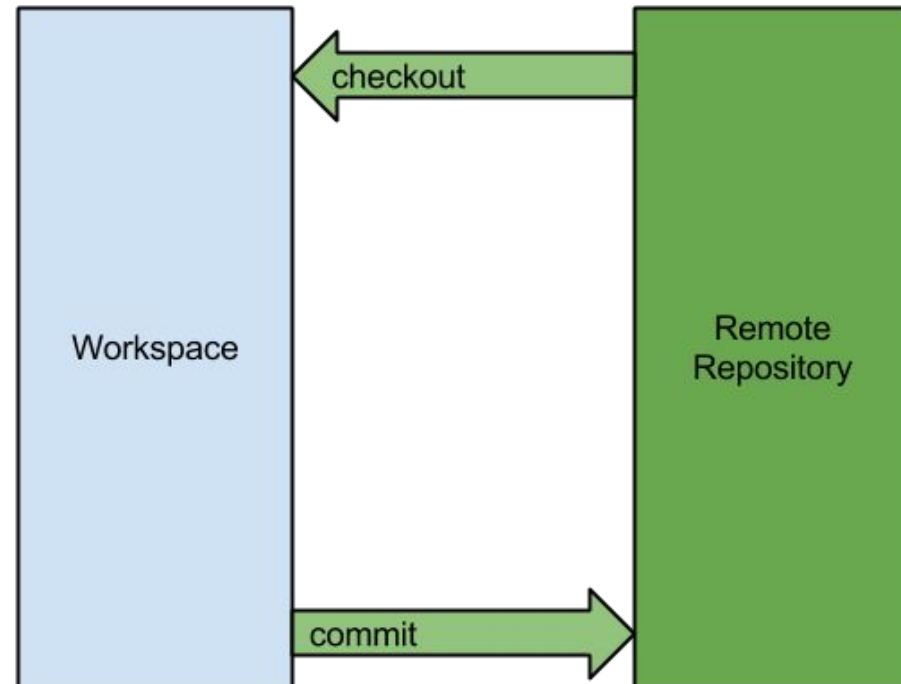 checkout
Workspace
Remote
Repository
commit